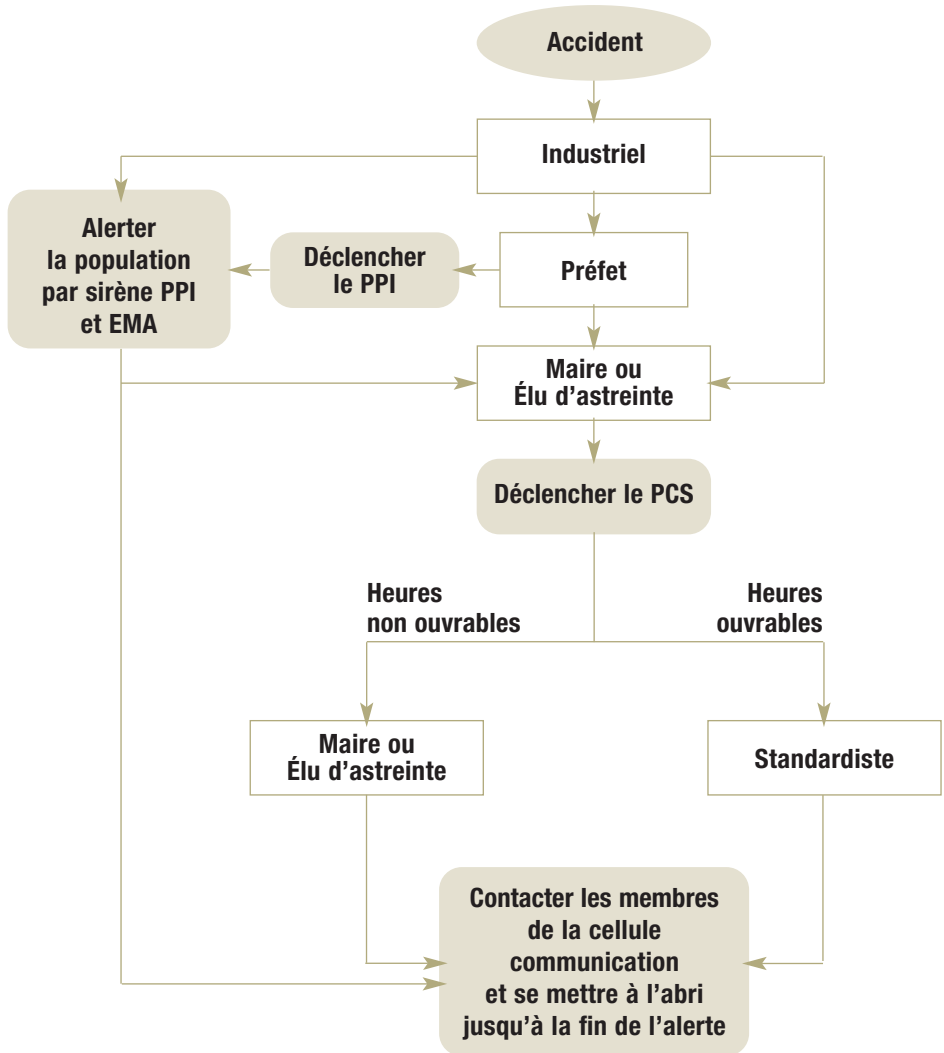 Accident
Industriel
Alerter
la population
par sirène PPI
et EMA
Déclencher
le PPI
Préfet
Maire ou
Élu d’astreinte
Déclencher le PCS
Heures
non ouvrables
Heures
ouvrables
Maire ou
Élu d’astreinte
Standardiste
Contacter les membres
de la cellule
communication
et se mettre à l’abri
jusqu’à la fin de l’alerte